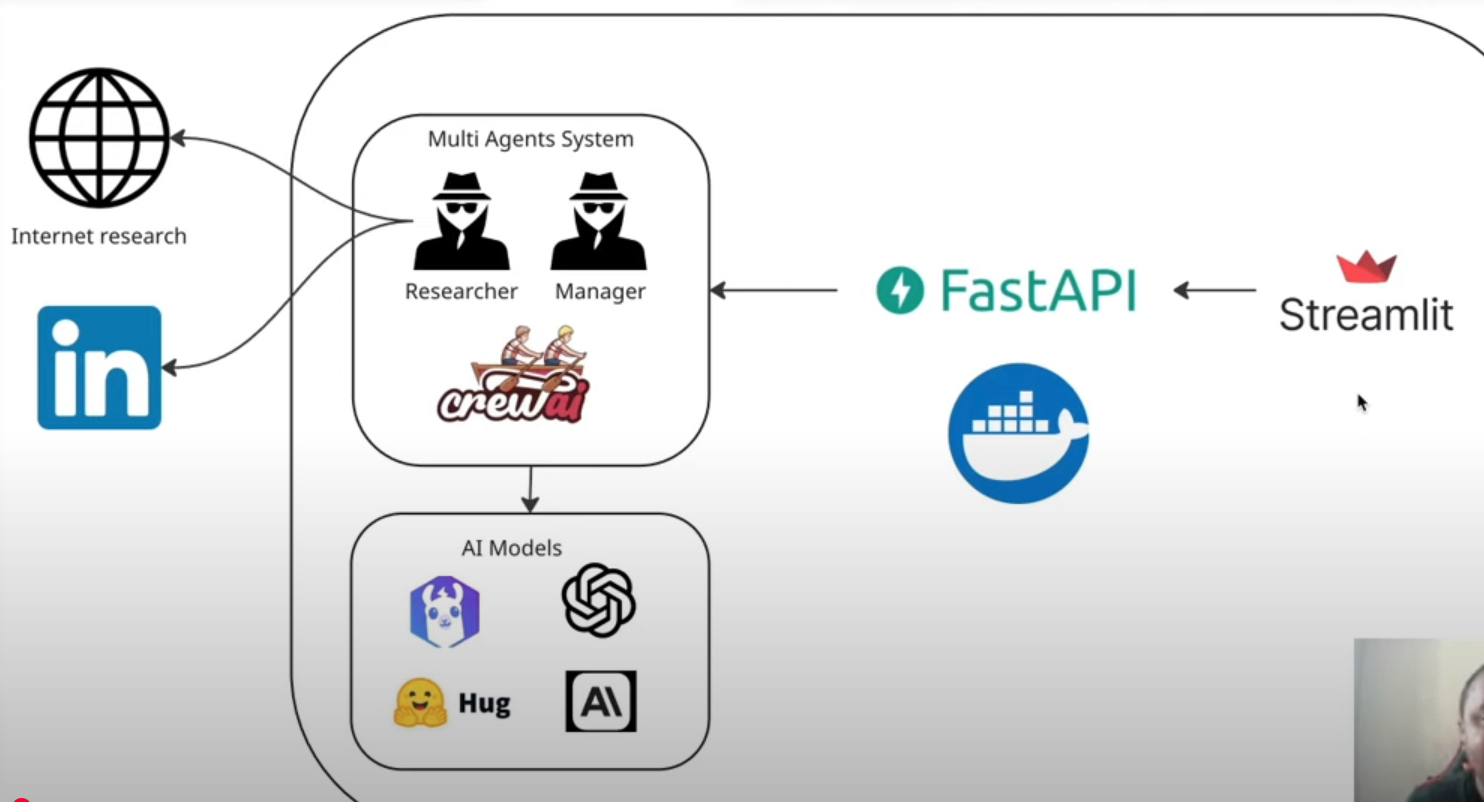 Multi Agents System
Internet research
Researcher
Manager
FastAPI
Streamlit
in
crewai
AI Models
Hug
A\